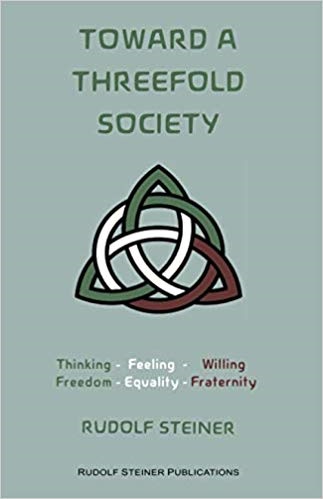 TOWARD A
THREEFOLD
SOCIETY
Thinking - Feeling - Willing
Freedom - Equality - Fraternity
RUDOLF STEINER
RUDOLF STEINER PUBLICATIONS